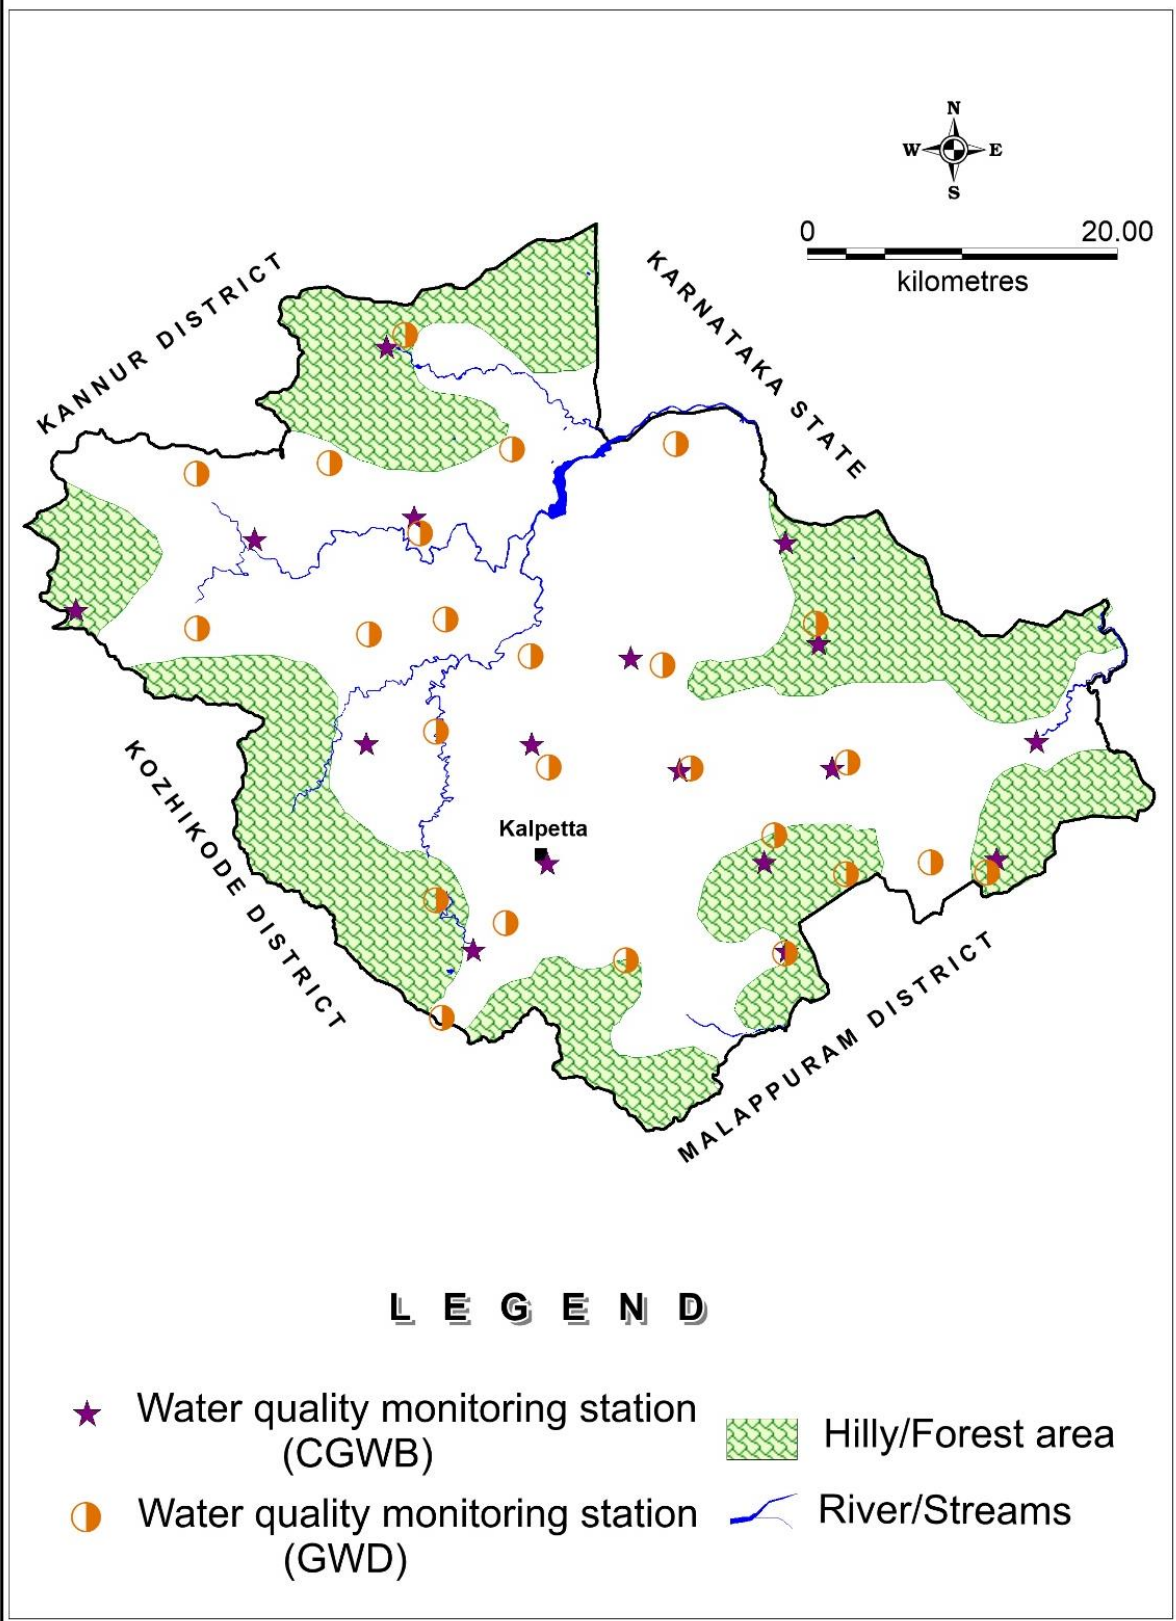 N
W E
S
0 20.00
kilometres
KANNUR DISTRICT
KARNATAKA STATE
KOZHIKODE DISTRICT
Kalpetta
MALAPPURAM DISTRICT
LEGEND
Water quality monitoring station
(CGWB)
Hilly/Forest area
Water quality monitoring station
(GWD)
River/Streams